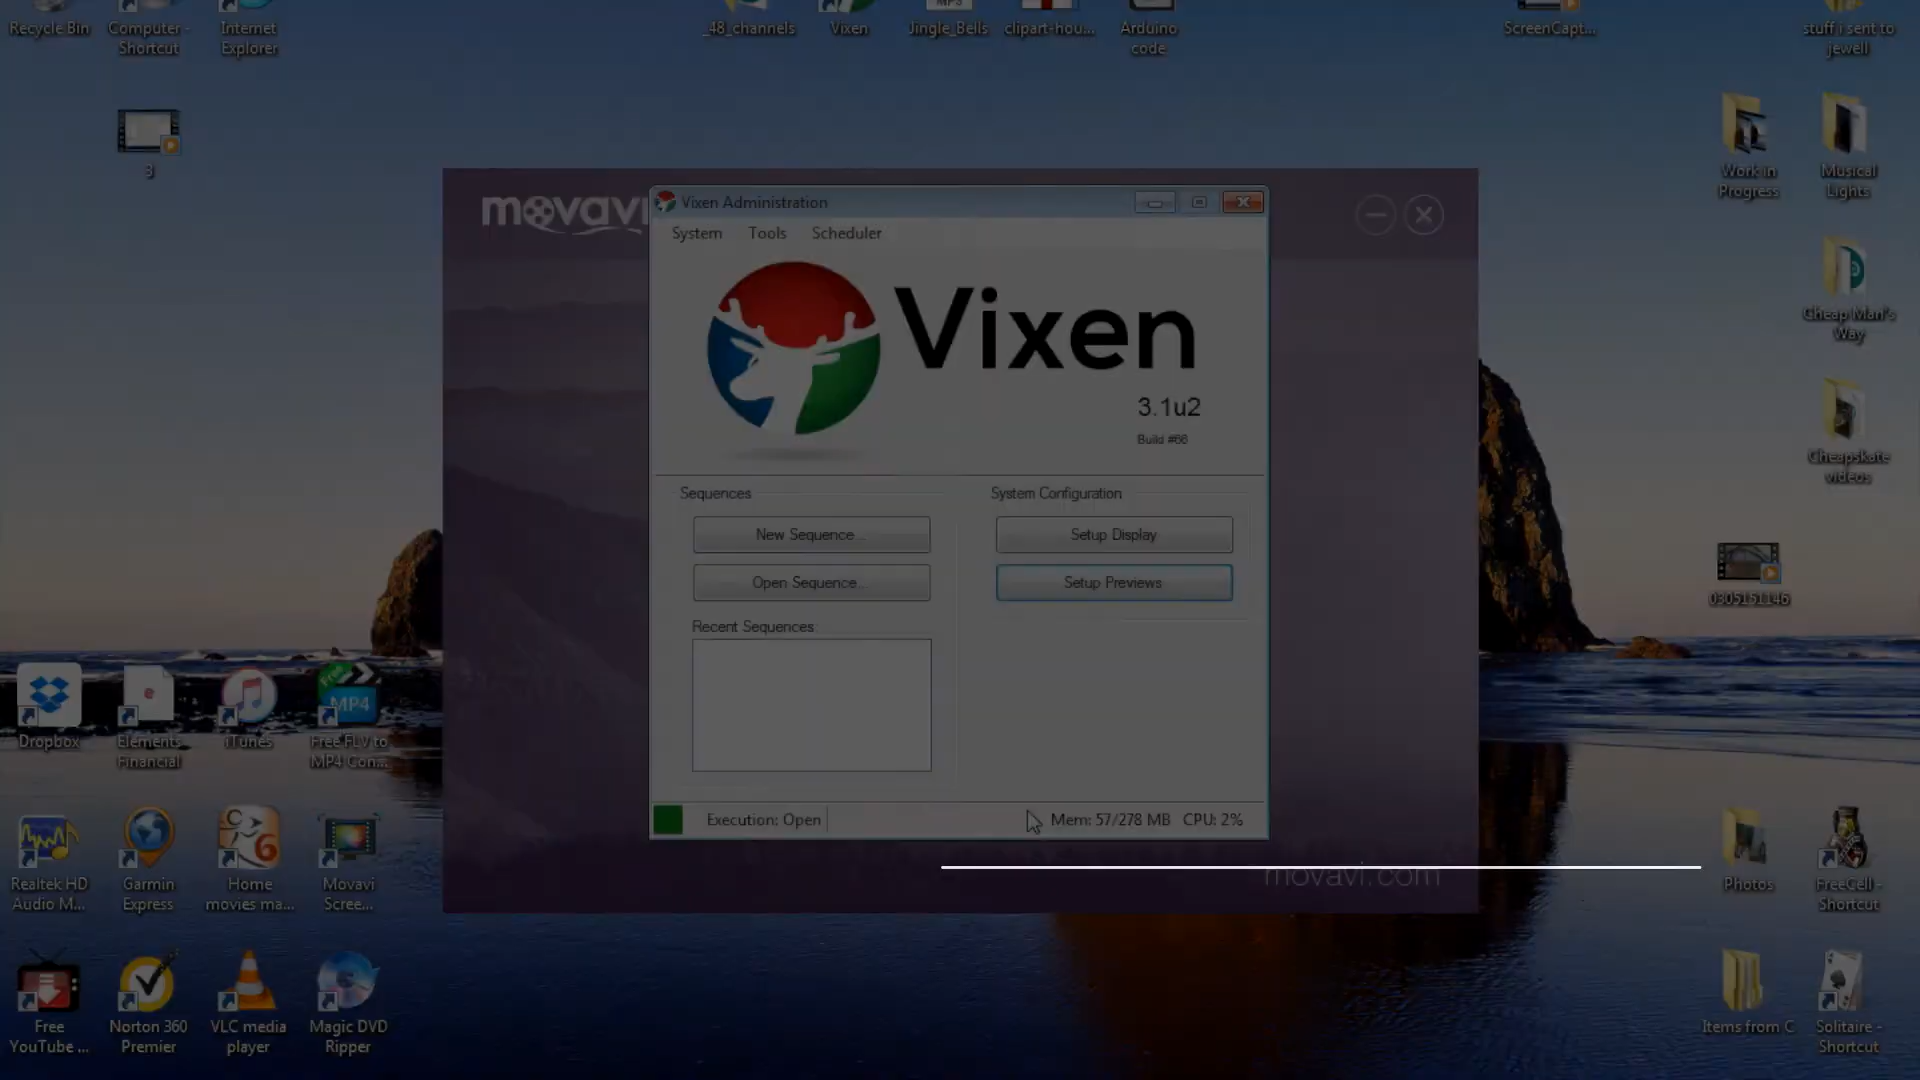 Recycle Bin
Computer -
Shortcut
Internet
Explorer
_48_channels
Vixen
Jingle_Bells
clipart-hou...
Arduino
code
ScreenCapt...
stuff i sent to
jewell
3
Work in
Progress
Musical
Lights
movavi
Vixen Administration
System
Tools
Scheduler
Vixen
3.1u2
Build #66
Cheap Man's
Way
Cheapskate
videos
Sequences
New Sequence...
Open Sequence...
Recent Sequences:
System Configuration
Setup Display
Setup Previews
0305151146
Dropbox
Elements
Financial
iTunes
Free FLV to
MP4 Con...
Execution: Open
Mem: 57/278 MB
CPU: 2%
movavi.com
Realtek HD
Audio M...
Garmin
Express
Home
movies ma...
Movavi
Scree...
Photos
FreeCell -
Shortcut
Free
YouTube ...
Norton 360
Premier
VLC media
player
Magic DVD
Ripper
Items from C
Solitaire -
Shortcut